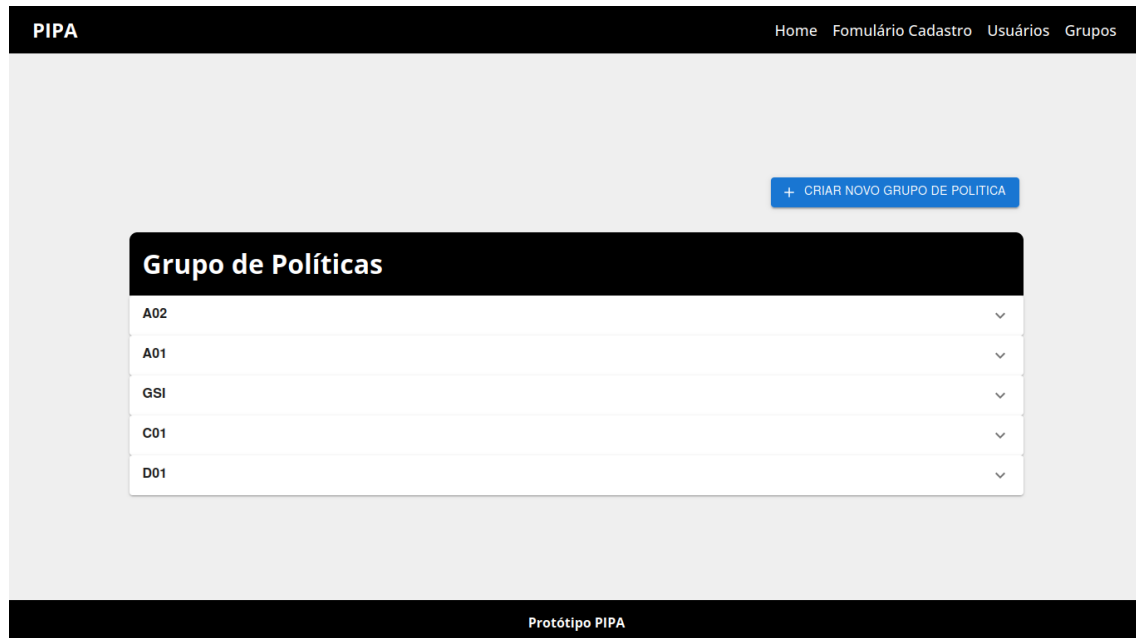 PIPA
Home Fomulário Cadastro Usuários Grupos
+ CRIAR NOVO GRUPO DE POLITICA
Grupo de Políticas
A02
A01
GSI
C01
D01
Protótipo PIPA